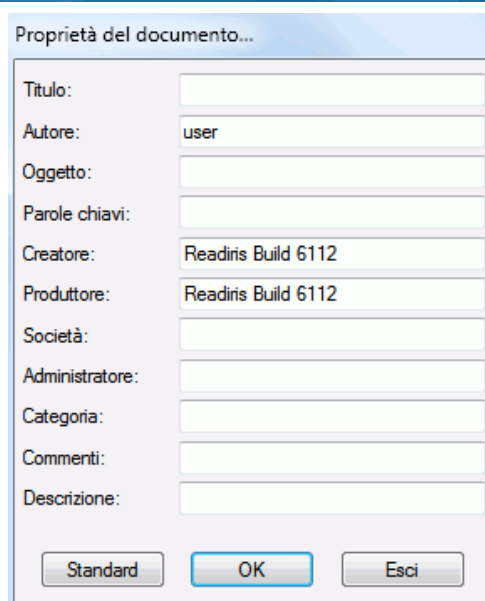 Proprietà del documento...
Titulo:
Autore: user
Oggetto:
Parole chiavi:
Creatore: Readiris Build 6112
Produttore: Readiris Build 6112
Società:
Administratore:
Categoria:
Commenti:
Descrizione:
Standard OK Esci